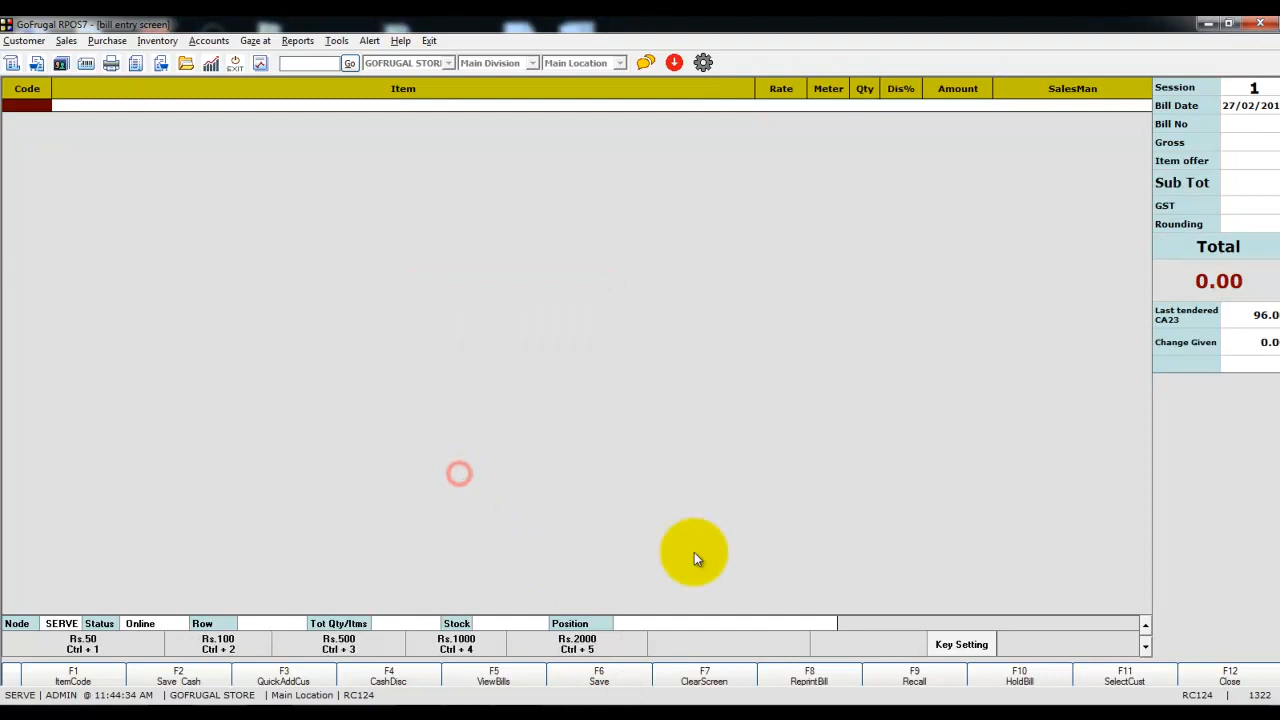 GoFrugal RPOS7 - [bill entry screen]
Customer Sales Purchase Inventory Accounts Gaze at Reports Tools Alert Help Exit
EXIT Go GOFRUGAL STORI Main Division Main Location
Code Item Rate Meter Qty Dis% Amount SalesMan
Session 1
Bill Date 27/02/201
Bill No
Gross
Item offer
Sub Tot
GST
Rounding
Total
0.00
Last tendered
CA23 96.0
Change Given 0.0
Node SERVE Status Online Row Tot Qty/Itms Stock Position
Rs.50 Rs.100 Rs.500 Rs.1000 Rs.2000
Ctrl + 1 Ctrl + 2 Ctrl + 3 Ctrl + 4 Ctrl + 5
Key Setting
F1 F2 F3 F4 F5 F6 F7 F8 F9 F10 F11 F12
ItemCode Save Cash QuickAddCus CashDisc ViewBills Save ClearScreen ReprintBill Recall HoldBill SelectCust Close
SERVE | ADMIN @ 11:44:34 AM | GOFRUGAL STORE | Main Location | RC124 RC124 1322